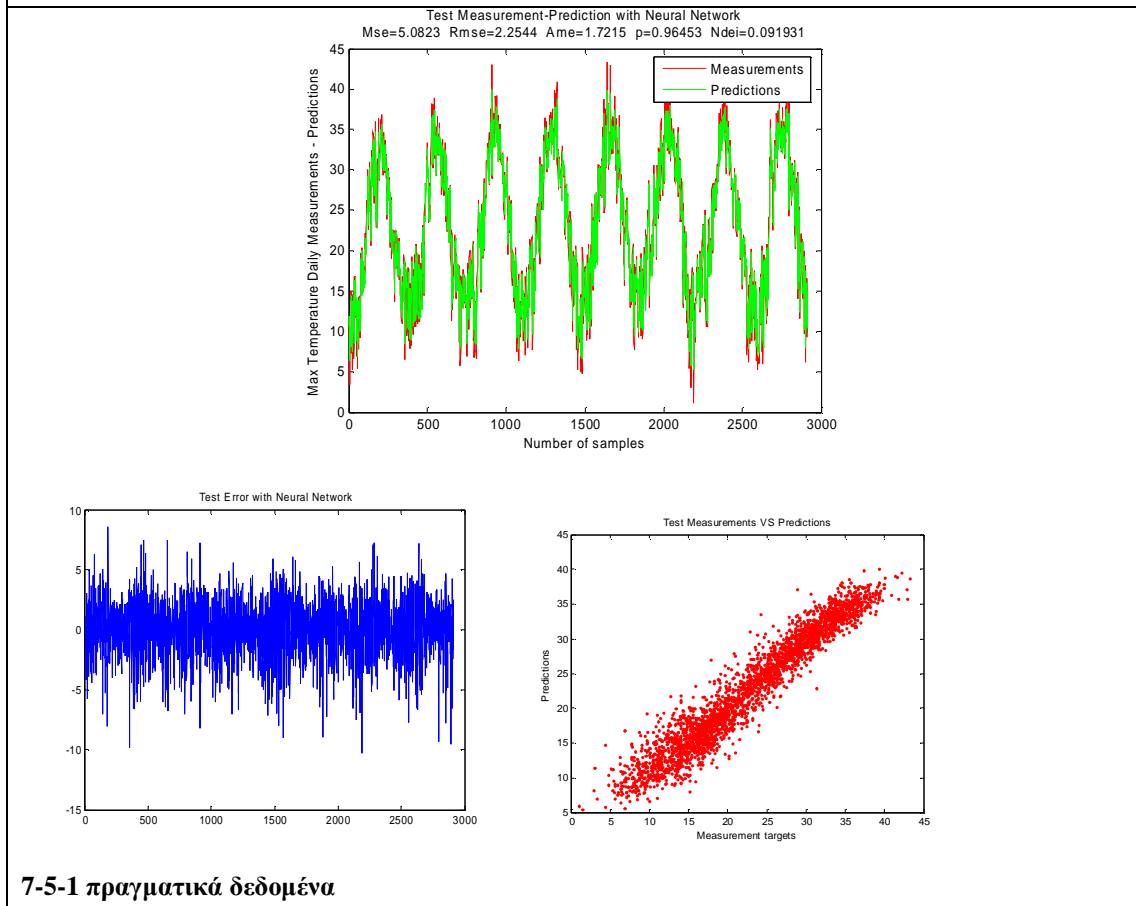 Test Measurement-Prediction with Neural Network
Mse=5.0823 Rmse=2.2544 Ame=1.7215 p=0.96453 Ndei=0.091931
Max Temperature Daily Measurements - Predictions
45
40
35
30
25
20
15
10
5
0
Measurements
Predictions
0 500 1000 1500 2000 2500 3000
Number of samples
Test Error with Neural Network
10
5
0
-5
-10
-15
0 500 1000 1500 2000 2500 3000
Test Measurements VS Predictions
Predictions
45
40
35
30
25
20
15
10
5
0 5 10 15 20 25 30 35 40 45
Measurement targets
7-5-1 πραγματικά δεδομένα